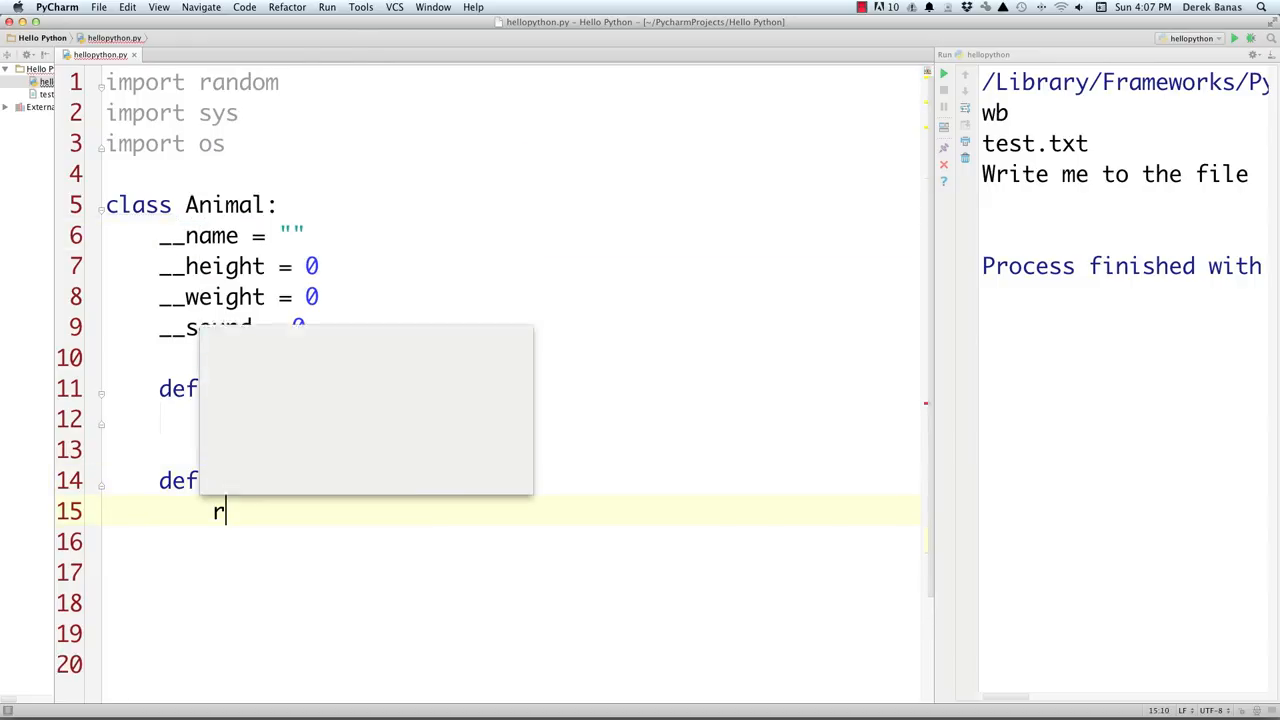 PyCharm File Edit View Navigate Code Refactor Run Tools VCS Window Help 10 Sun 4:07 PM Derek Banas
hellopython.py - Hello Python - [~/PycharmProjects/Hello Python]
Hello Python hellopython.py hellopython
hellopython.py Run hellopython
Hello P
hell
test
Externa
1 import random
2 import sys
3 import os
4
5 class Animal:
6 __name = ""
7 __height = 0
8 __weight = 0
9
10
11 def
12
13
14 def
15 r
16
17
18
19
20
/Library/Frameworks/Py
wb
test.txt
Write me to the file
Process finished with
15:10 LF UTF-8